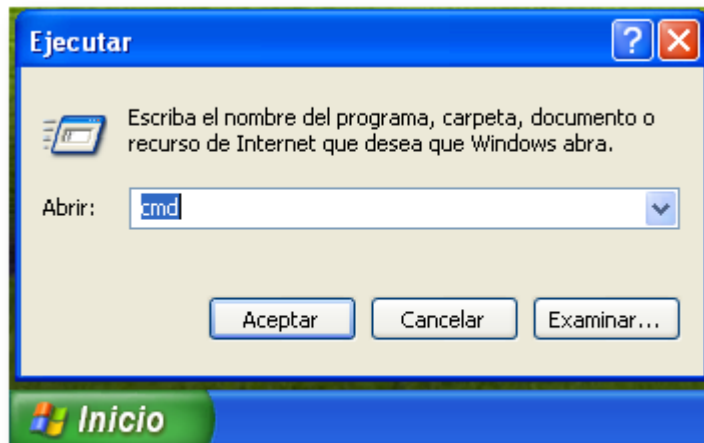 Ejecutar
Escriba el nombre del programa, carpeta, documento o
recurso de Internet que desea que Windows abra.
Abrir: cmd
Aceptar Cancelar Examinar...
Inicio